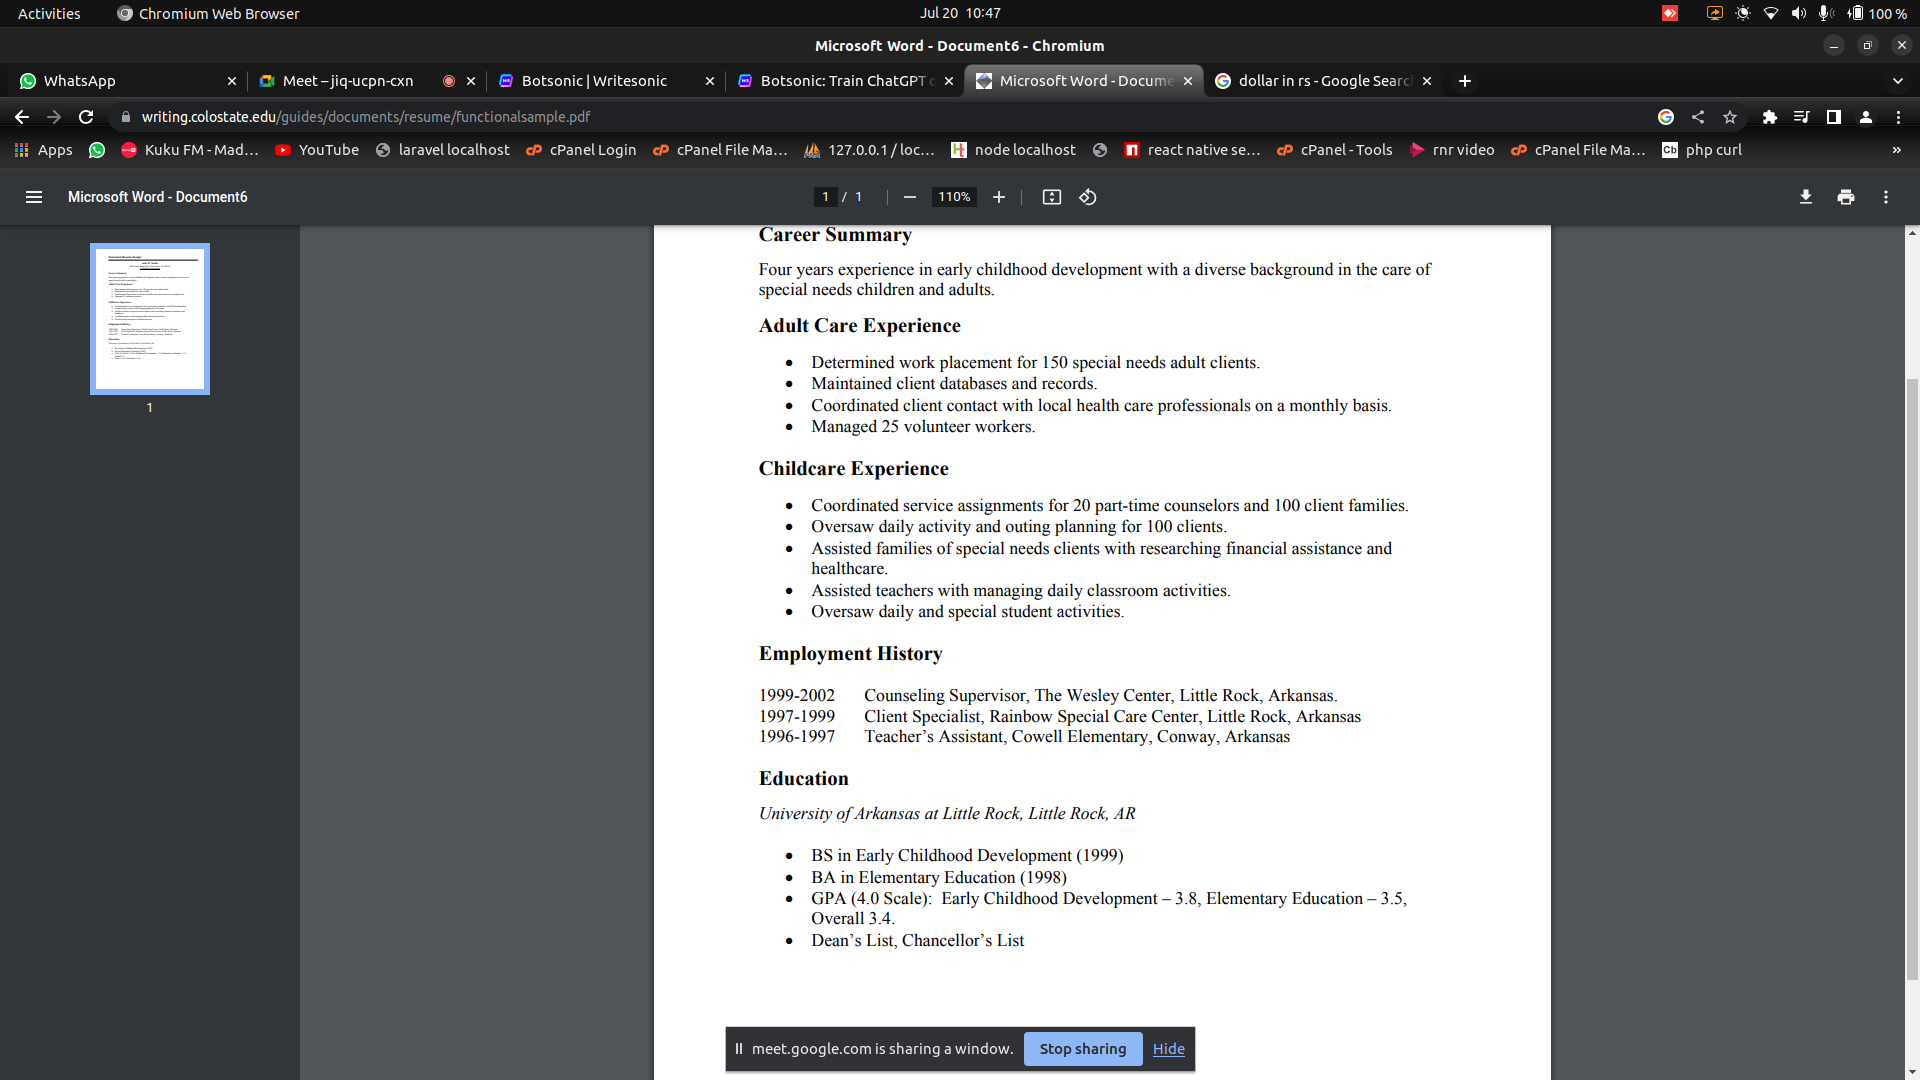 Activities Chromium Web Browser Jul 20 10:47 100 %
Microsoft Word - Document6 - Chromium
WhatsApp Meet – jiq-ucpn-cxn Botsonic | Writesonic Botsonic: Train ChatGPT Microsoft Word - Docume dollar in rs - Google Searc
writing.colostate.edu/guides/documents/resume/functionalsample.pdf
Apps Kuku FM - Mad... YouTube laravel localhost cPanel Login cPanel File Ma... 127.0.0.1 / loc... node localhost react native se... cPanel - Tools rnr video cPanel File Ma... Cb php curl »
Microsoft Word - Document6 1 / 1 110%
1
Career Summary
Four years experience in early childhood development with a diverse background in the care of
special needs children and adults.
Adult Care Experience
• Determined work placement for 150 special needs adult clients.
• Maintained client databases and records.
• Coordinated client contact with local health care professionals on a monthly basis.
• Managed 25 volunteer workers.
Childcare Experience
• Coordinated service assignments for 20 part-time counselors and 100 client families.
• Oversaw daily activity and outing planning for 100 clients.
• Assisted families of special needs clients with researching financial assistance and
healthcare.
• Assisted teachers with managing daily classroom activities.
• Oversaw daily and special student activities.
Employment History
1999-2002 Counseling Supervisor, The Wesley Center, Little Rock, Arkansas.
1997-1999 Client Specialist, Rainbow Special Care Center, Little Rock, Arkansas
1996-1997 Teacher’s Assistant, Cowell Elementary, Conway, Arkansas
Education
University of Arkansas at Little Rock, Little Rock, AR
• BS in Early Childhood Development (1999)
• BA in Elementary Education (1998)
• GPA (4.0 Scale): Early Childhood Development – 3.8, Elementary Education – 3.5,
Overall 3.4.
• Dean’s List, Chancellor’s List
meet.google.com is sharing a window. Stop sharing Hide